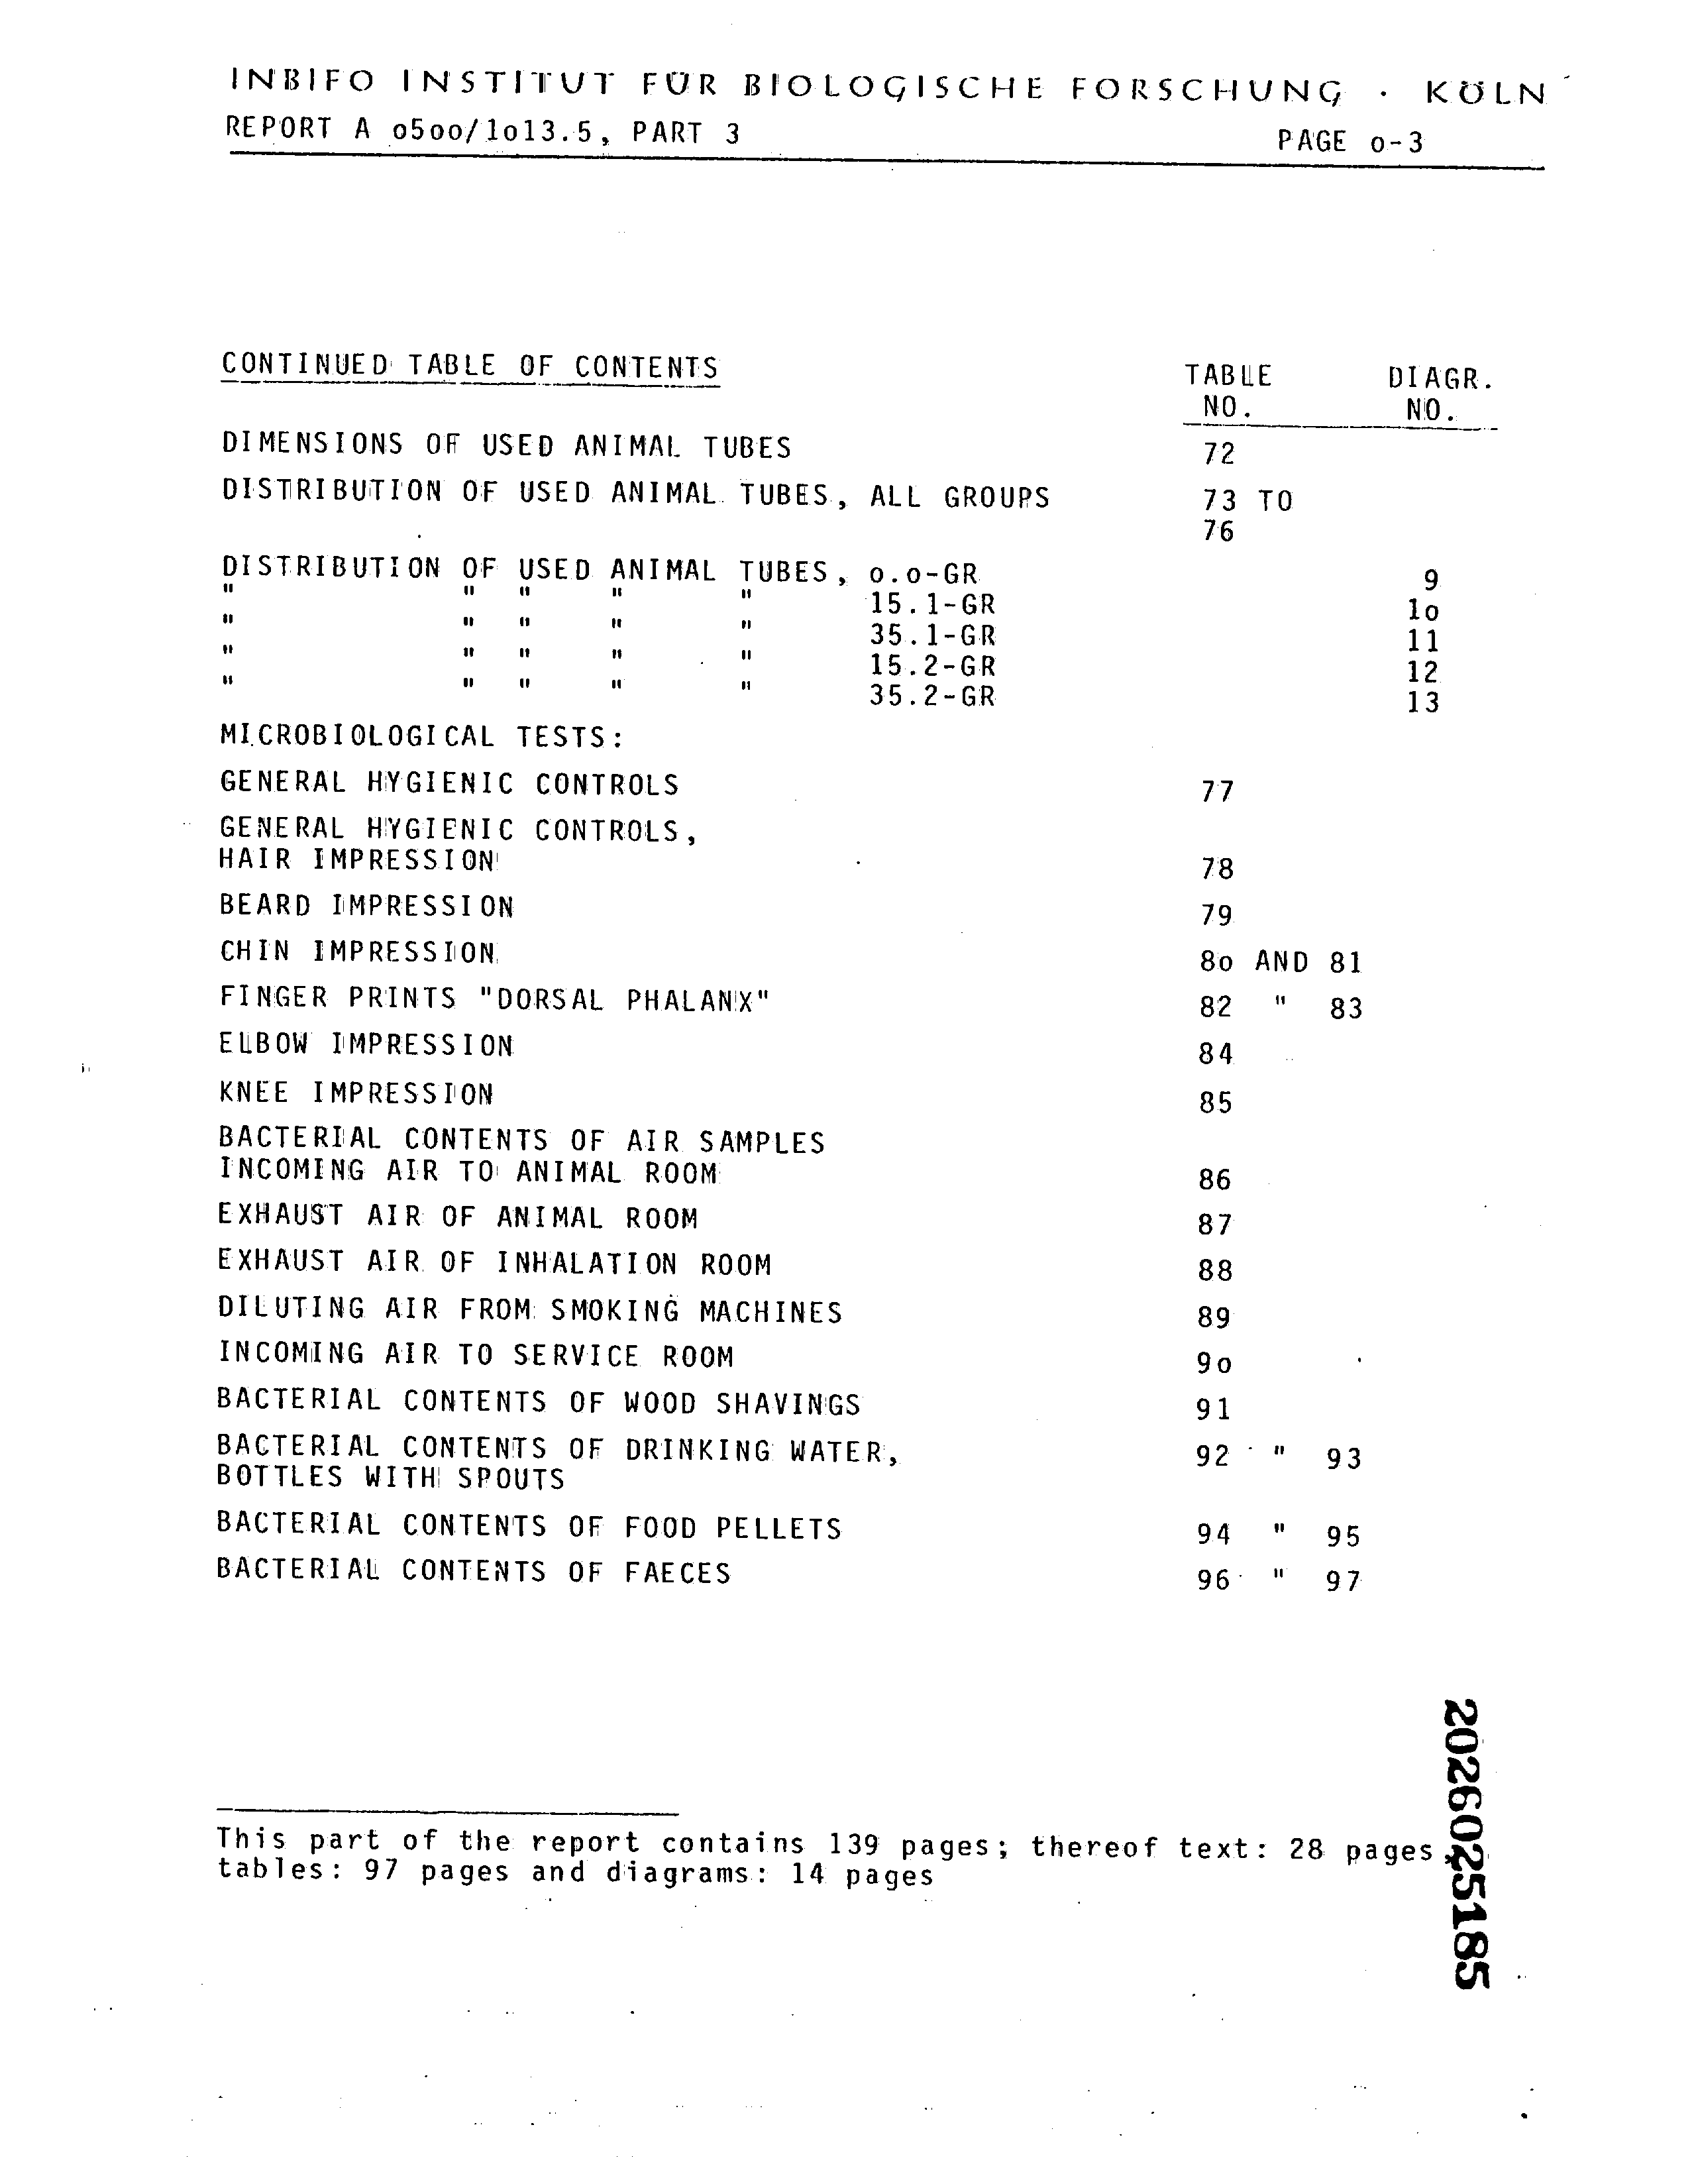 INBIFO INSTITUT FÜR BIOLOGISCHE FORSCHUNG · KÖLN
REPORT A o5oo/1o13.5, PART 3 PAGE o-3
CONTINUED TABLE OF CONTENTS TABLE DIAGR.
NO. NO.
DIMENSIONS OF USED ANIMAL TUBES 72
DISTRIBUTION OF USED ANIMAL TUBES, ALL GROUPS 73 TO
76
DISTRIBUTION OF USED ANIMAL TUBES, o.o-GR 9
" " " " " 15.1-GR 1o
" " " " " 35.1-GR 11
" " " " " 15.2-GR 12
" " " " " 35.2-GR 13
MICROBIOLOGICAL TESTS:
GENERAL HYGIENIC CONTROLS 77
GENERAL HYGIENIC CONTROLS,
HAIR IMPRESSION 78
BEARD IMPRESSION 79
CHIN IMPRESSION 8o AND 81
FINGER PRINTS "DORSAL PHALANX" 82 " 83
ELBOW IMPRESSION 84
KNEE IMPRESSION 85
BACTERIAL CONTENTS OF AIR SAMPLES
INCOMING AIR TO ANIMAL ROOM 86
EXHAUST AIR OF ANIMAL ROOM 87
EXHAUST AIR OF INHALATION ROOM 88
DILUTING AIR FROM SMOKING MACHINES 89
INCOMING AIR TO SERVICE ROOM 9o
BACTERIAL CONTENTS OF WOOD SHAVINGS 91
BACTERIAL CONTENTS OF DRINKING WATER, 92 " 93
BOTTLES WITH SPOUTS
BACTERIAL CONTENTS OF FOOD PELLETS 94 " 95
BACTERIAL CONTENTS OF FAECES 96 " 97
This part of the report contains 139 pages; thereof text: 28 pages,
tables: 97 pages and diagrams: 14 pages
2026025185